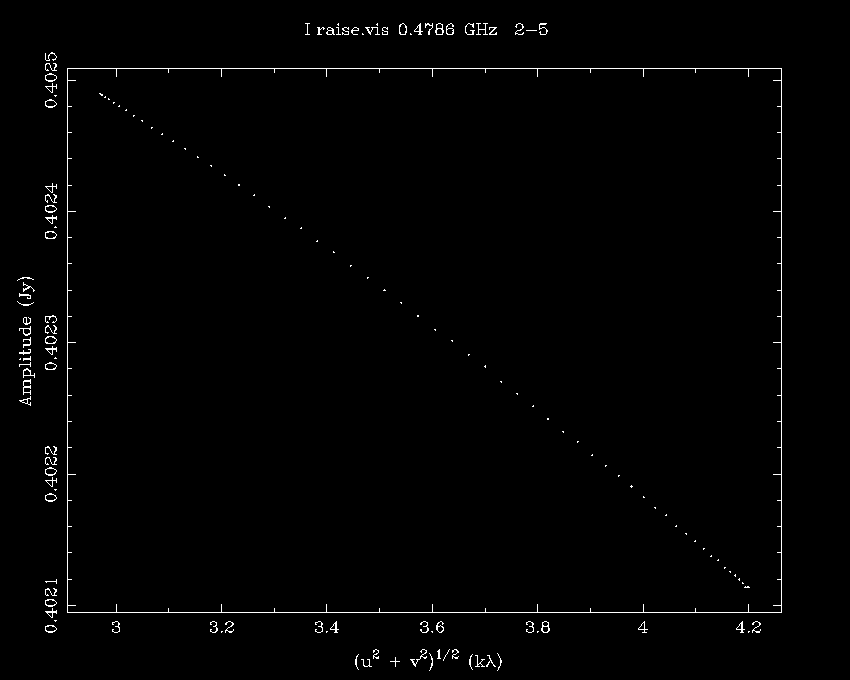 I raise.vis 0.4786 GHz 2-5
0.4025
0.4024
0.4023
0.4022
0.4021
Amplitude (Jy)
3 3.2 3.4 3.6 3.8 4 4.2
(u² + v²)^1/2 (kλ)